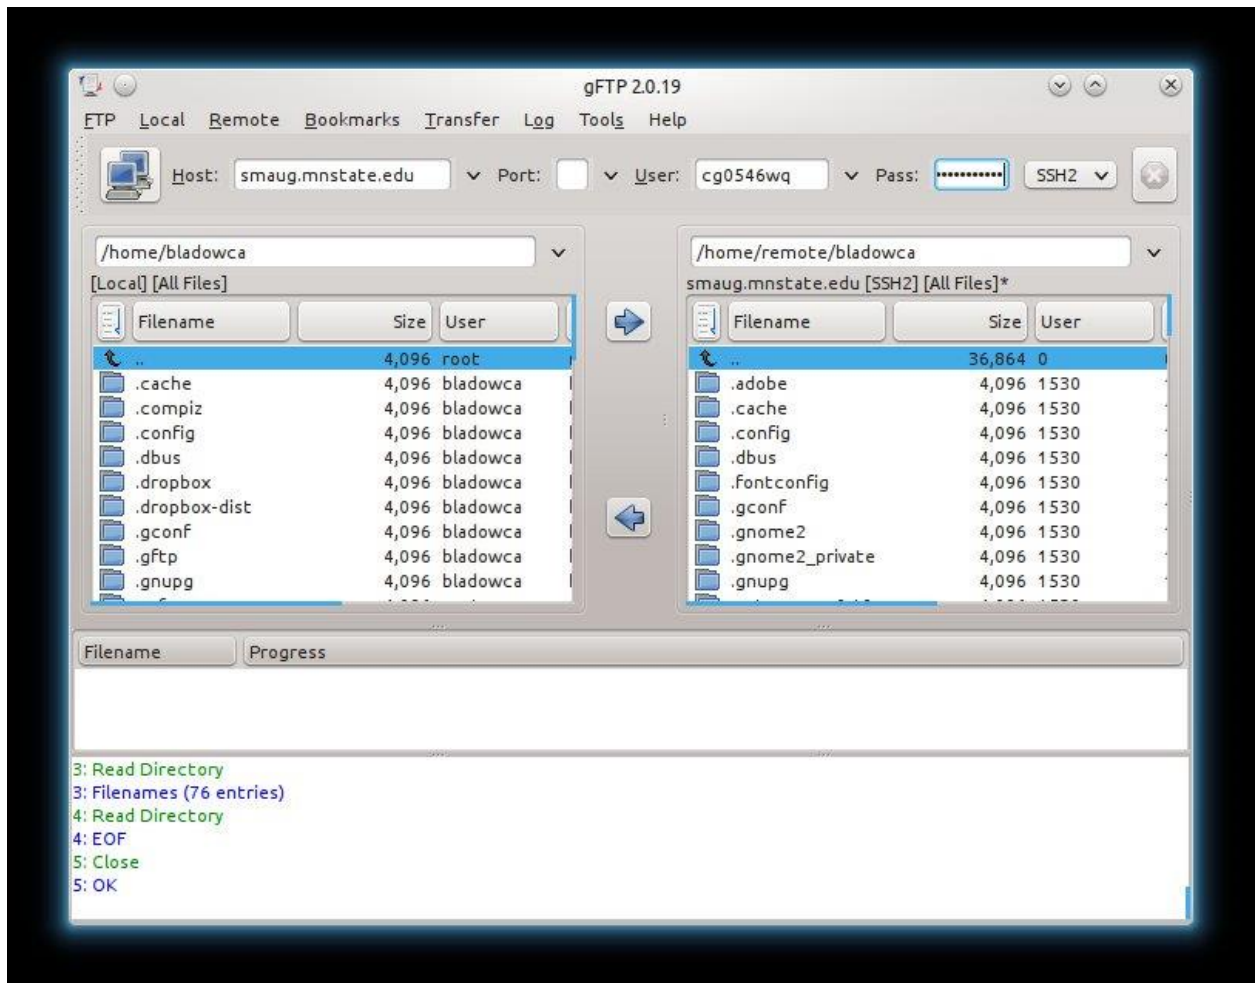 gFTP 2.0.19
FTP Local Remote Bookmarks Transfer Log Tools Help
Host: smaug.mnstate.edu Port: User: cg0546wq Pass: ••••••••••• SSH2
/home/bladowca
[Local] [All Files]
Filename Size User
.. 4,096 root
.cache 4,096 bladowca
.compiz 4,096 bladowca
.config 4,096 bladowca
.dbus 4,096 bladowca
.dropbox 4,096 bladowca
.dropbox-dist 4,096 bladowca
.gconf 4,096 bladowca
.gftp 4,096 bladowca
.gnupg 4,096 bladowca
/home/remote/bladowca
smaug.mnstate.edu [SSH2] [All Files]*
Filename Size User
.. 36,864 0
.adobe 4,096 1530
.cache 4,096 1530
.config 4,096 1530
.dbus 4,096 1530
.fontconfig 4,096 1530
.gconf 4,096 1530
.gnome2 4,096 1530
.gnome2_private 4,096 1530
.gnupg 4,096 1530
Filename Progress
3: Read Directory
3: Filenames (76 entries)
4: Read Directory
4: EOF
5: Close
5: OK